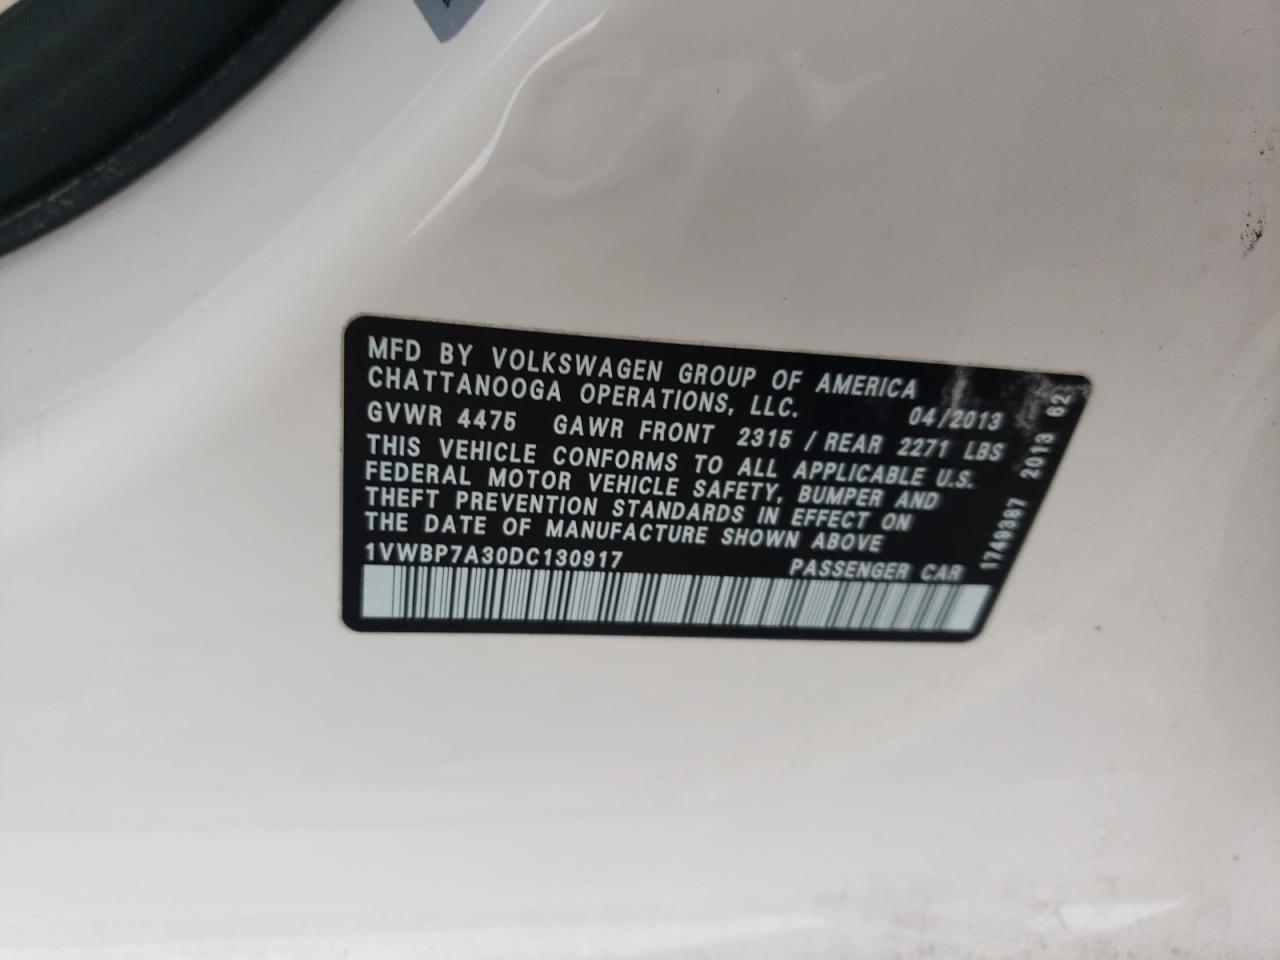 MFD BY VOLKSWAGEN GROUP OF AMERICA
CHATTANOOGA OPERATIONS, LLC. 04/2013
GVWR 4475 GAWR FRONT 2315 / REAR 2271 LBS
THIS VEHICLE CONFORMS TO ALL APPLICABLE U.S.
FEDERAL MOTOR VEHICLE SAFETY, BUMPER AND
THEFT PREVENTION STANDARDS IN EFFECT ON
THE DATE OF MANUFACTURE SHOWN ABOVE
1VWBP7A30DC130917 PASSENGER CAR
1749387 2013 62